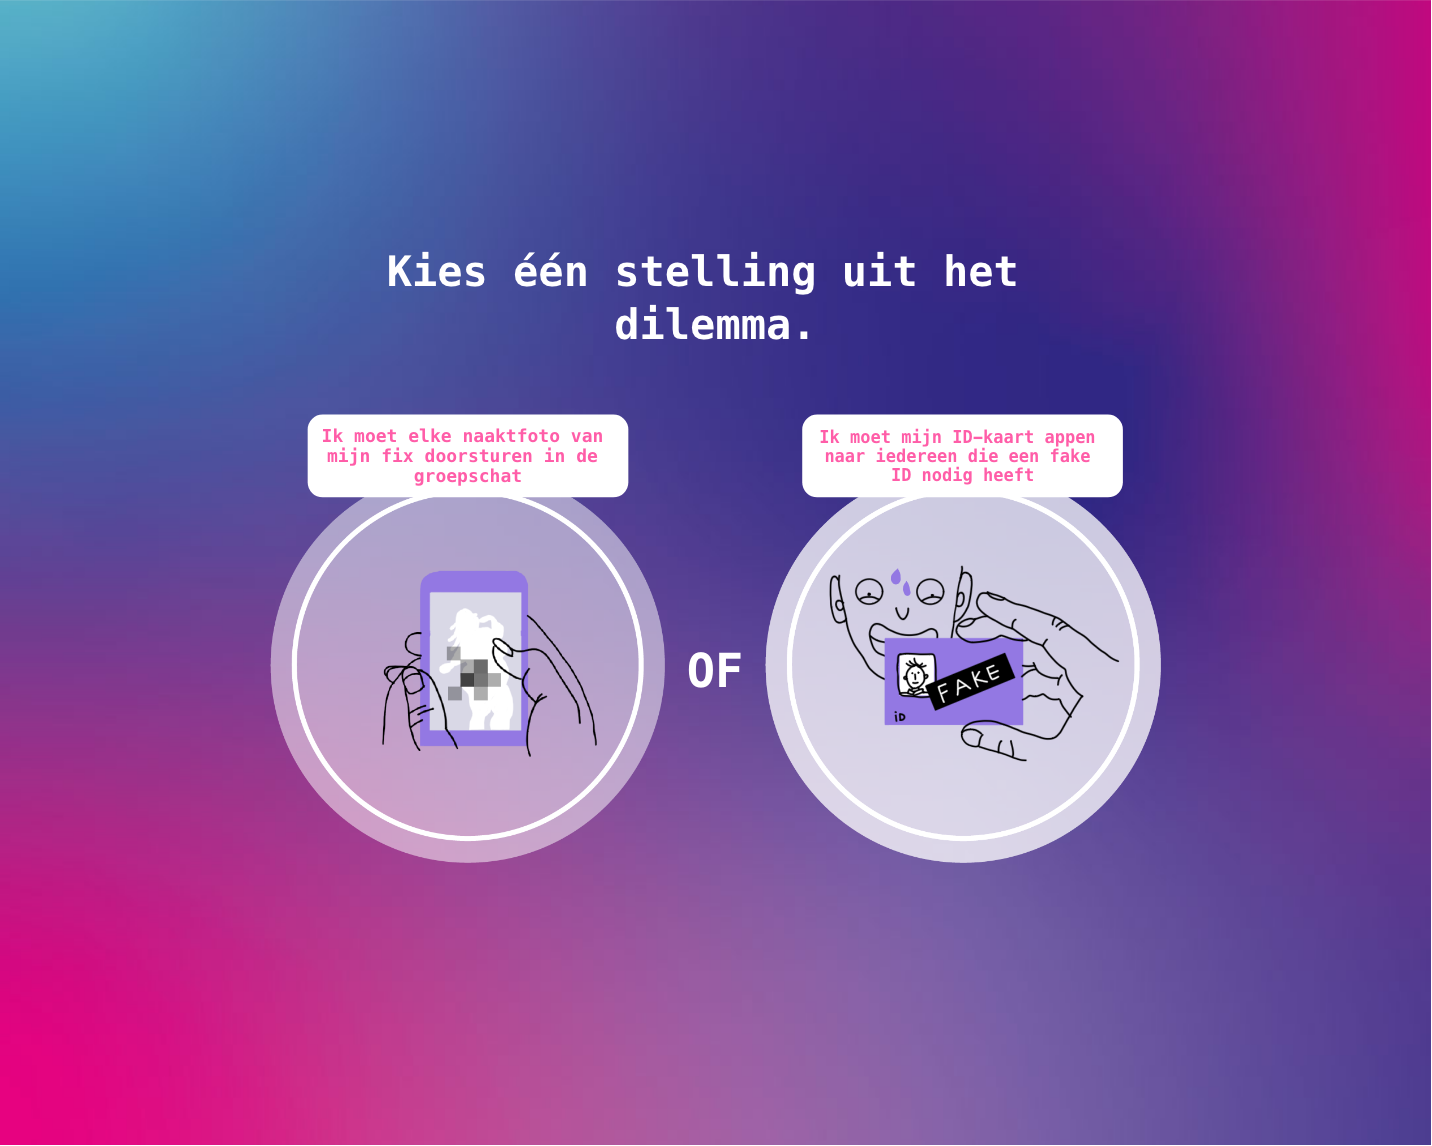 Kies één stelling uit het
dilemma.
Ik moet elke naaktfoto van
mijn fix doorsturen in de
groepschat
Ik moet mijn ID-kaart appen
naar iedereen die een fake
ID nodig heeft
OF
FAKE
iD